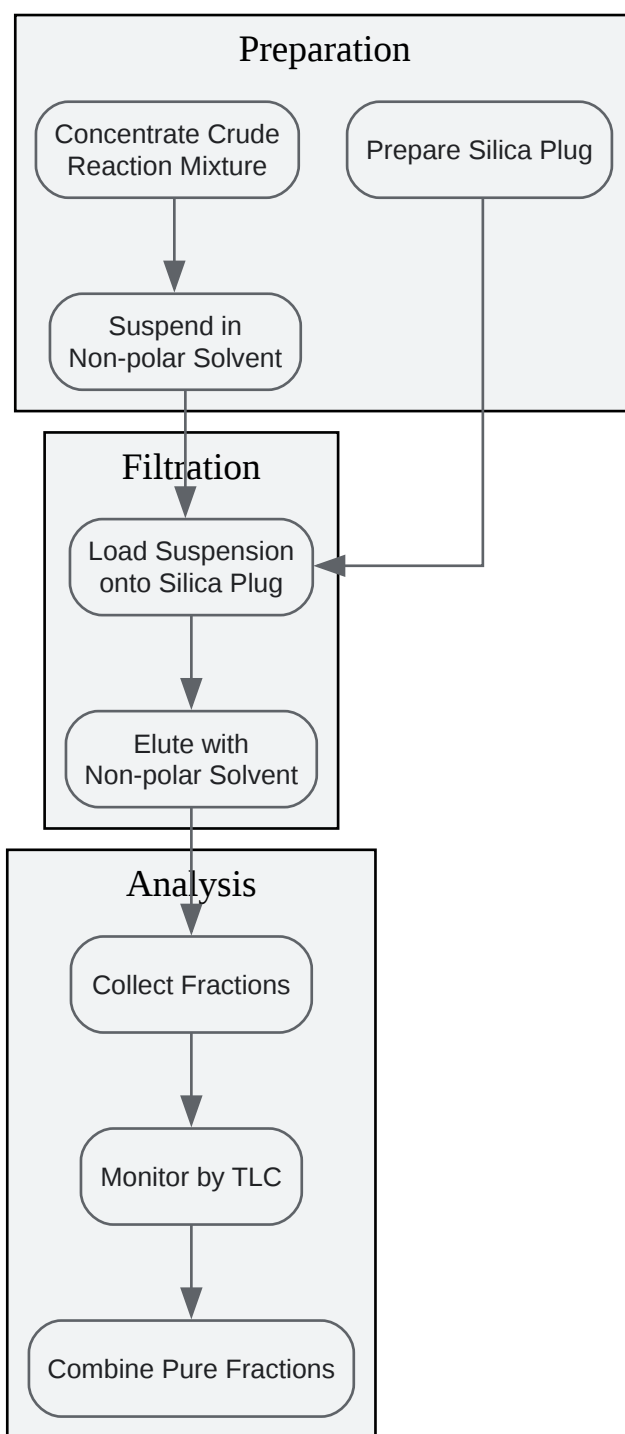 Preparation
Concentrate Crude
Reaction Mixture
Prepare Silica Plug
Suspend in
Non-polar Solvent
Filtration
Load Suspension
onto Silica Plug
Elute with
Non-polar Solvent
Analysis
Collect Fractions
Monitor by TLC
Combine Pure Fractions